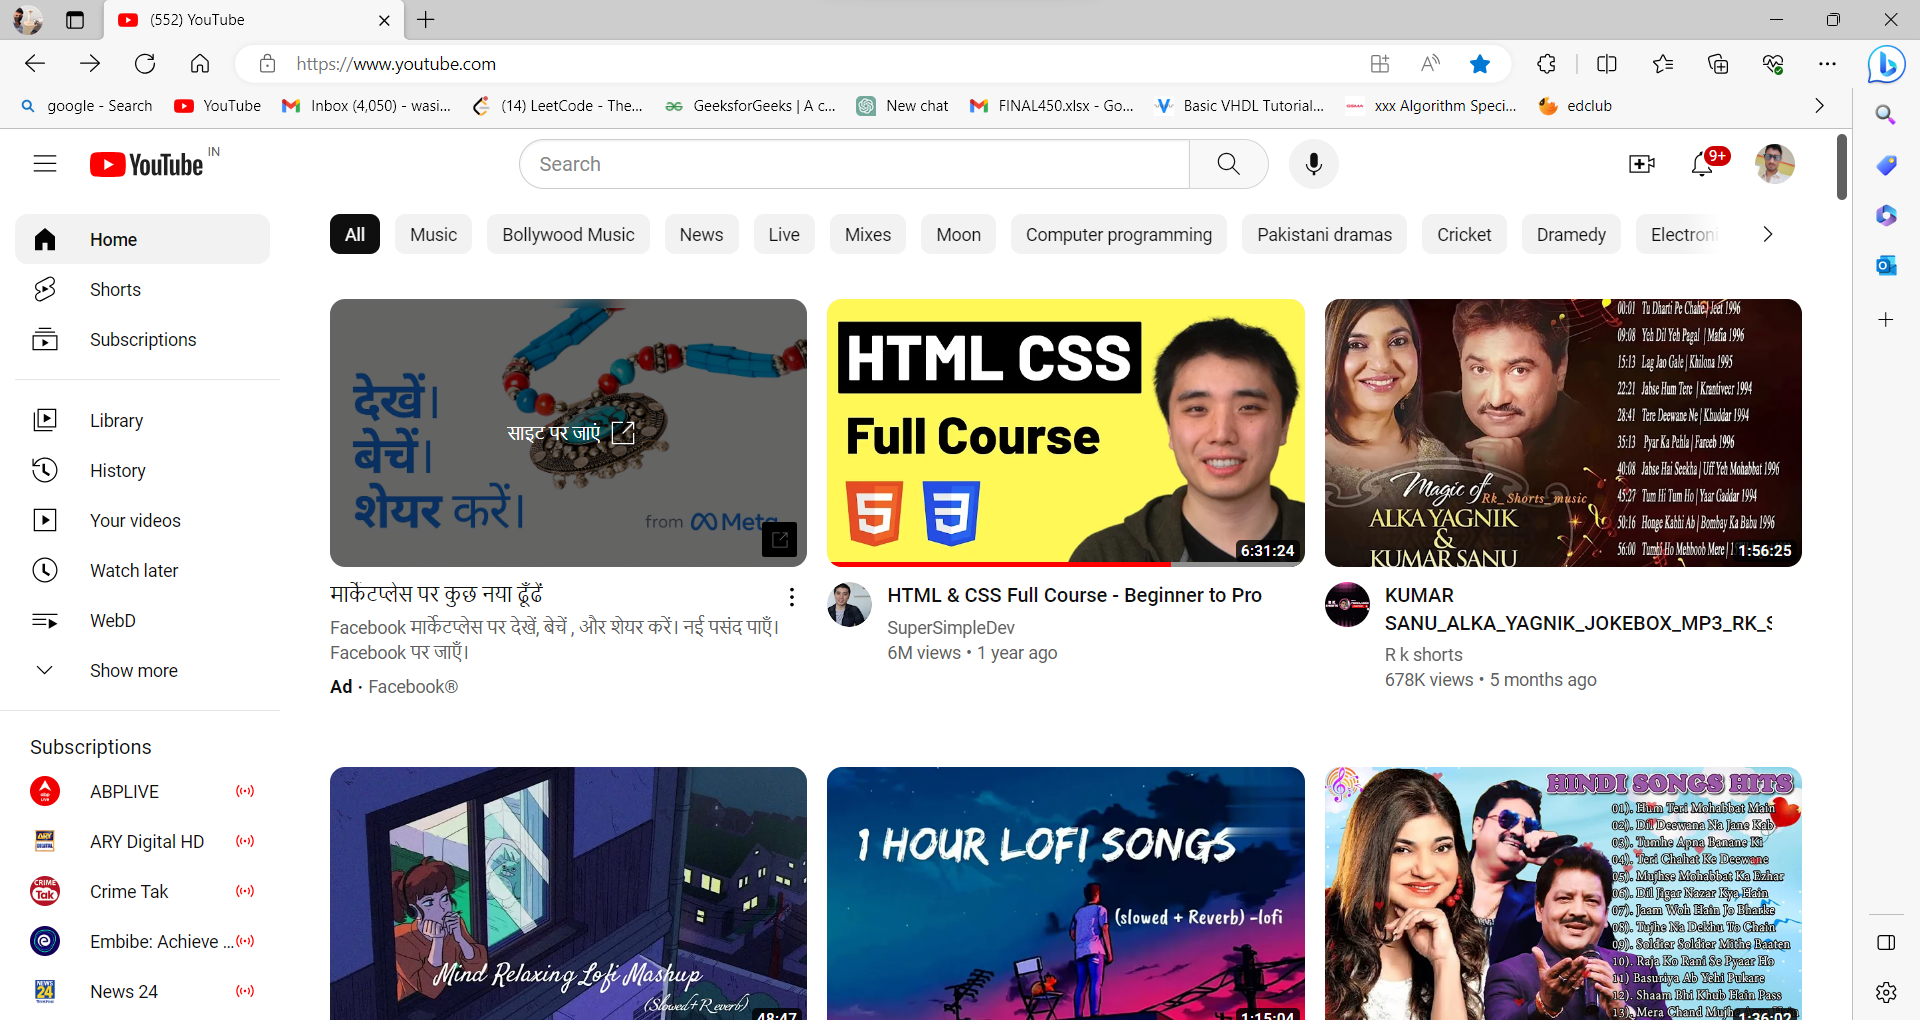 (552) YouTube
https://www.youtube.com
google - Search
YouTube
Inbox (4,050) - wasi...
(14) LeetCode - The...
GeeksforGeeks | A c...
New chat
FINAL450.xlsx - Go...
Basic VHDL Tutorial...
xxx Algorithm Speci...
edclub
YouTube IN
Search
9+
Home
Shorts
Subscriptions
Library
History
Your videos
Watch later
WebD
Show more
Subscriptions
ABPLIVE
ARY Digital HD
Crime Tak
Embibe: Achieve ...
News 24
All
Music
Bollywood Music
News
Live
Mixes
Moon
Computer programming
Pakistani dramas
Cricket
Dramedy
Electroni
देखें।
बेचें।
शेयर करें।
साइट पर जाएं
from Meta
मार्केटप्लेस पर कुछ नया ढूँढें
Facebook मार्केटप्लेस पर देखें, बेचें , और शेयर करें। नई पसंद पाएँ।
Facebook पर जाएँ।
Ad · Facebook®
HTML CSS
Full Course
6:31:24
HTML & CSS Full Course - Beginner to Pro
SuperSimpleDev
6M views • 1 year ago
00:01 Tu Dharti Pe Chahe | Jeet 1996
09:08 Yeh Dil Yeh Pagal | Mafia 1996
15:13 Lag Jao Gale | Khilona 1995
22:21 Jabse Hum Tere | Krantiveer 1994
28:41 Tere Deewane Ne | Khuddar 1994
35:13 Pyar Ka Pehla | Fareeb 1996
40:08 Jabse Hai Seekha | Uff Yeh Mohabbat 1996
45:27 Tum Hi Tum Ho | Yaar Gaddar 1994
50:16 Honge Kabhi Ab | Bombay Ka Babu 1996
56:00 Tumhi Ho Mehboob Mere | 1
Magic of
Rk_Shorts_music
ALKA YAGNIK
&
KUMAR SANU
1:56:25
KUMAR
SANU_ALKA_YAGNIK_JOKEBOX_MP3_RK_S
R k shorts
678K views • 5 months ago
Mind Relaxing Lofi Mashup
(Slowed+Reverb)
48:47
1 HOUR LOFI SONGS
(slowed + Reverb) -lofi
1:15:04
HINDI SONGS HITS
01). Hum Teri Mohabbat Main
02). Dil Deewana Na Jane Kab
03). Tumhe Apna Banane Ki
04). Teri Chahat Ke Deewane
05). Mujhse Mohabbat Ka Ezhar
06). Dil Jigar Nazar Kya Hain
07). Jaam Woh Hain Jo Bharke
08). Tujhe Na Dekhu To Chain
09). Soldier Soldier Mithe Baaten
10). Raja Ko Rani Se Pyaar Ho
11) Basuriya Ab Yehi Pukare
12). Shaam Bhi Khub Hain Pass
13). Mera Chand Mujh
1:36:02